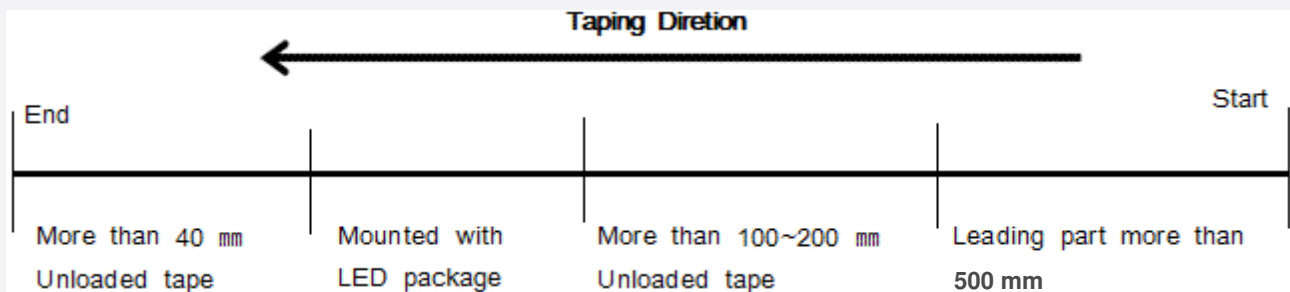 Taping Diretion
End
Start
More than 40 ㎜
Unloaded tape
Mounted with
LED package
More than 100~200 ㎜
Unloaded tape
Leading part more than
500 mm